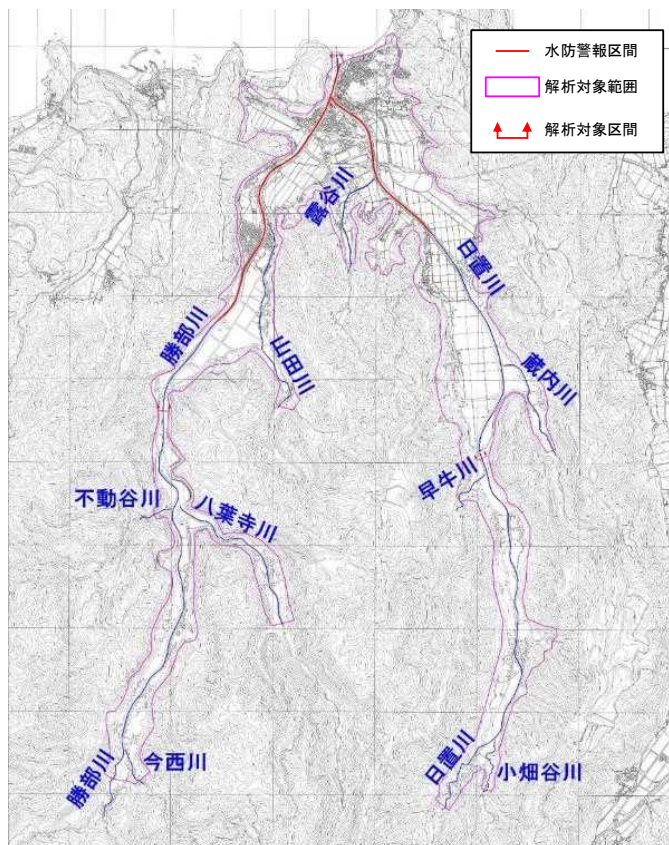 水防警報区間
解析対象範囲
解析対象区間
露谷川
日置川
勝部川
山田川
蔵内川
早牛川
不動谷川
八葉寺川
勝部川
今西川
日置川
小畑谷川